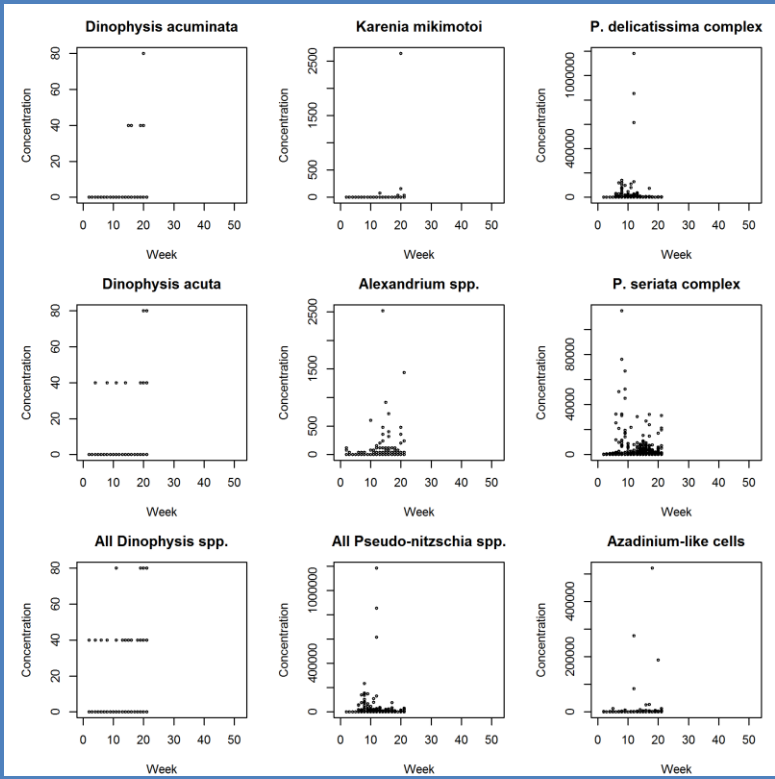 Dinophysis acuminata
Concentration
80
60
40
20
0
0 10 20 30 40 50
Week
Karenia mikimotoi
Concentration
2500
1500
500
0
0 10 20 30 40 50
Week
P. delicatissima complex
Concentration
1000000
400000
0
0 10 20 30 40 50
Week
Dinophysis acuta
Concentration
80
60
40
20
0
0 10 20 30 40 50
Week
Alexandrium spp.
Concentration
2500
1500
500
0
0 10 20 30 40 50
Week
P. seriata complex
Concentration
80000
40000
0
0 10 20 30 40 50
Week
All Dinophysis spp.
Concentration
80
60
40
20
0
0 10 20 30 40 50
Week
All Pseudo-nitzschia spp.
Concentration
1000000
400000
0
0 10 20 30 40 50
Week
Azadinium-like cells
Concentration
400000
200000
0
0 10 20 30 40 50
Week